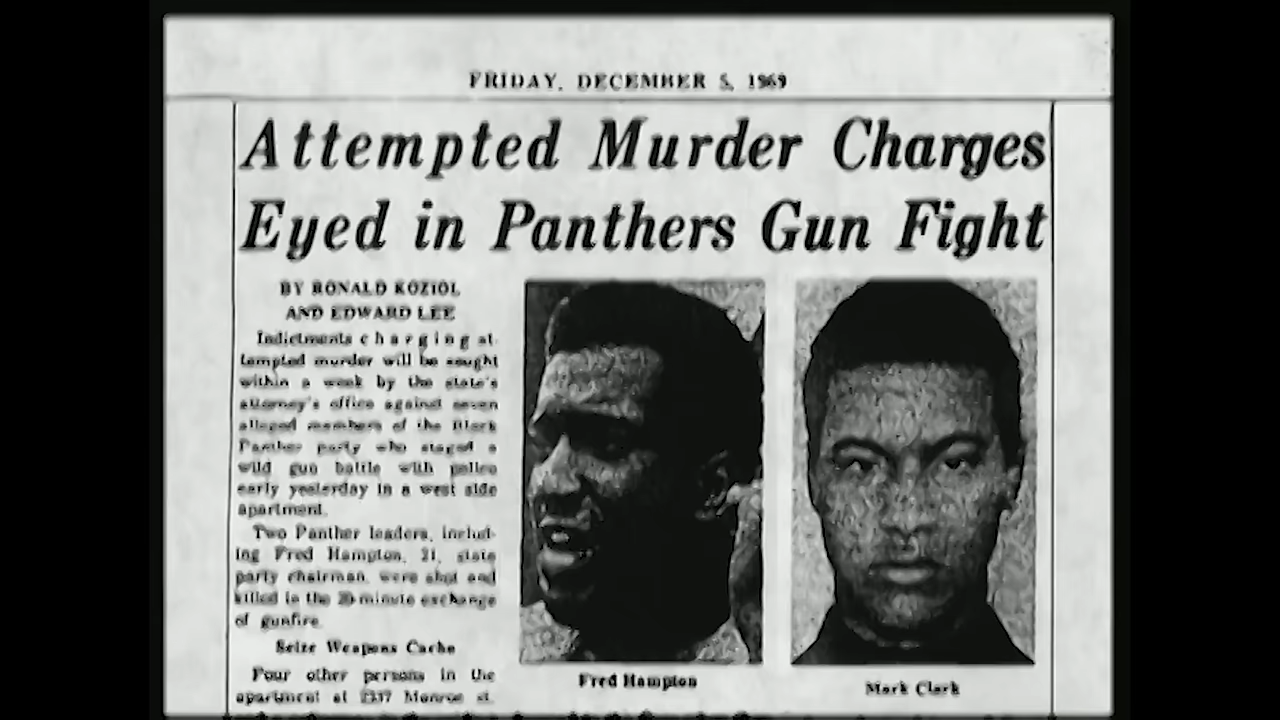 FRIDAY, DECEMBER 5, 1969
Attempted Murder Charges
Eyed in Panthers Gun Fight
BY RONALD KOZIOL
AND EDWARD LEE
Indictments charging at-
tempted murder will be sought
within a week by the state's
attorney's office against seven
alleged members of the Black
Panther party who staged a
wild gun battle with police
early yesterday in a west side
apartment.
Two Panther leaders, includ-
ing Fred Hampton, 21, state
party chairman, were shot and
killed in the 20-minute exchange
of gunfire.
Seize Weapons Cache
Four other persons in the
apartment at 2337 Monroe st.
Fred Hampton
Mark Clark